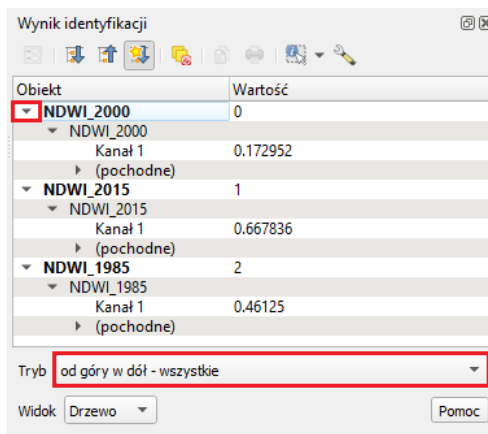 Wynik identyfikacji
Obiekt Wartość
NDWI_2000 0
NDWI_2000
Kanał 1 0.172952
(pochodne)
NDWI_2015 1
NDWI_2015
Kanał 1 0.667836
(pochodne)
NDWI_1985 2
NDWI_1985
Kanał 1 0.46125
(pochodne)
Tryb od góry w dół - wszystkie
Widok Drzewo Pomoc